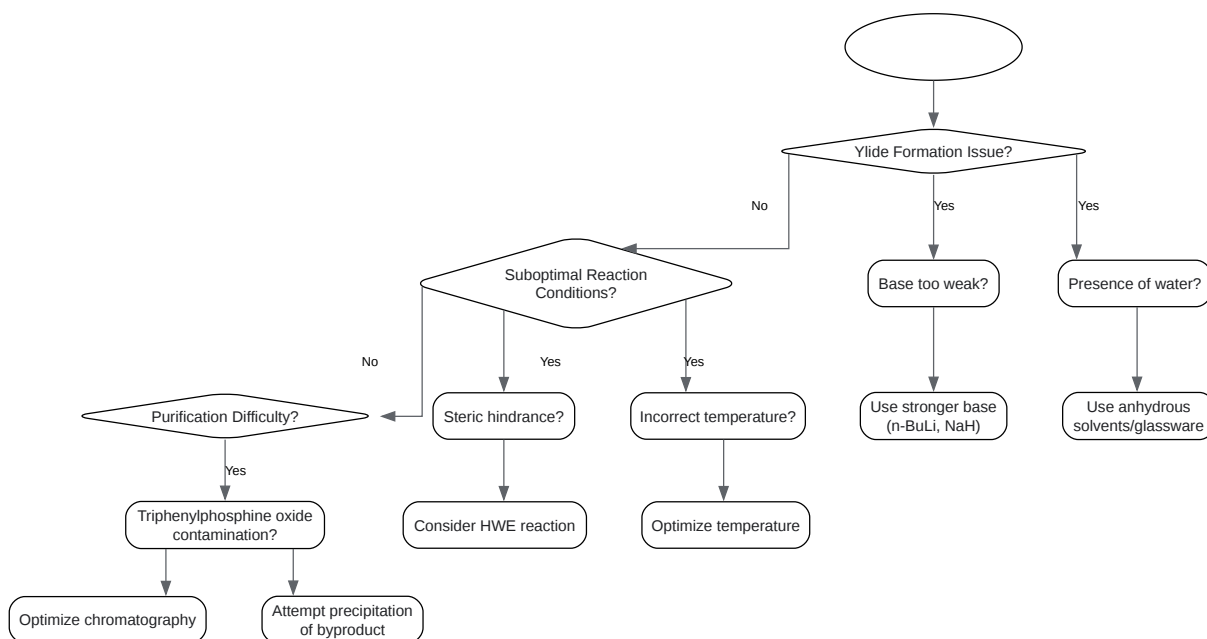 Ylide Formation Issue?
No
Yes
Yes
Suboptimal Reaction
Conditions?
Base too weak?
Presence of water?
No
Yes
Yes
Purification Difficulty?
Steric hindrance?
Incorrect temperature?
Use stronger base
(n-BuLi, NaH)
Use anhydrous
solvents/glassware
Yes
Triphenylphosphine oxide
contamination?
Consider HWE reaction
Optimize temperature
Optimize chromatography
Attempt precipitation
of byproduct